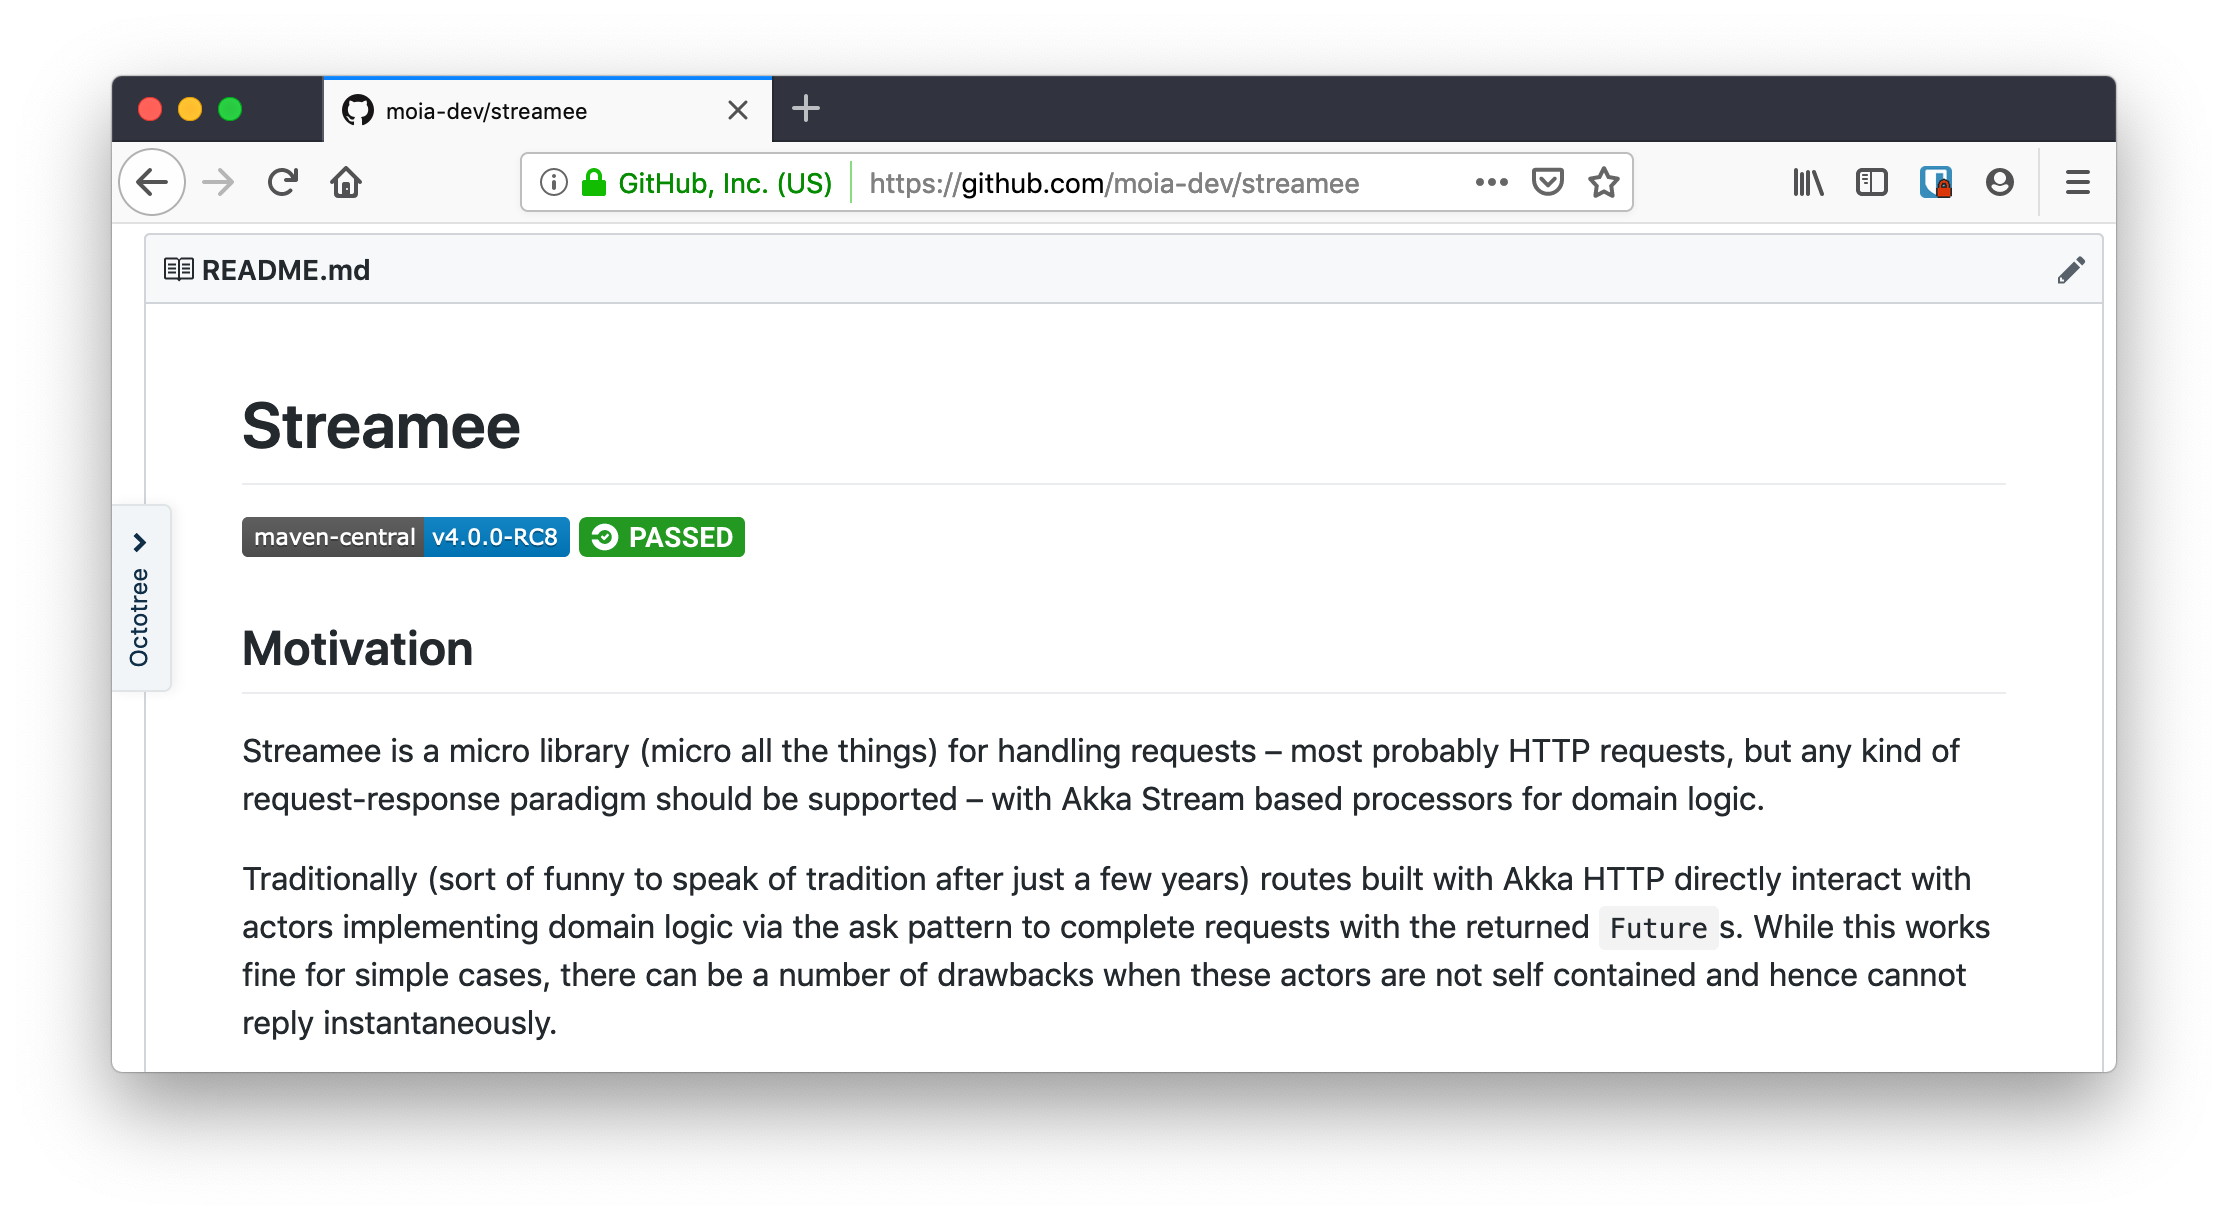 moia-dev/streamee
GitHub, Inc. (US) https://github.com/moia-dev/streamee
README.md
Streamee
maven-central v4.0.0-RC8 PASSED
Octotree
Motivation
Streamee is a micro library (micro all the things) for handling requests – most probably HTTP requests, but any kind of
request-response paradigm should be supported – with Akka Stream based processors for domain logic.
Traditionally (sort of funny to speak of tradition after just a few years) routes built with Akka HTTP directly interact with
actors implementing domain logic via the ask pattern to complete requests with the returned Futures. While this works
fine for simple cases, there can be a number of drawbacks when these actors are not self contained and hence cannot
reply instantaneously.